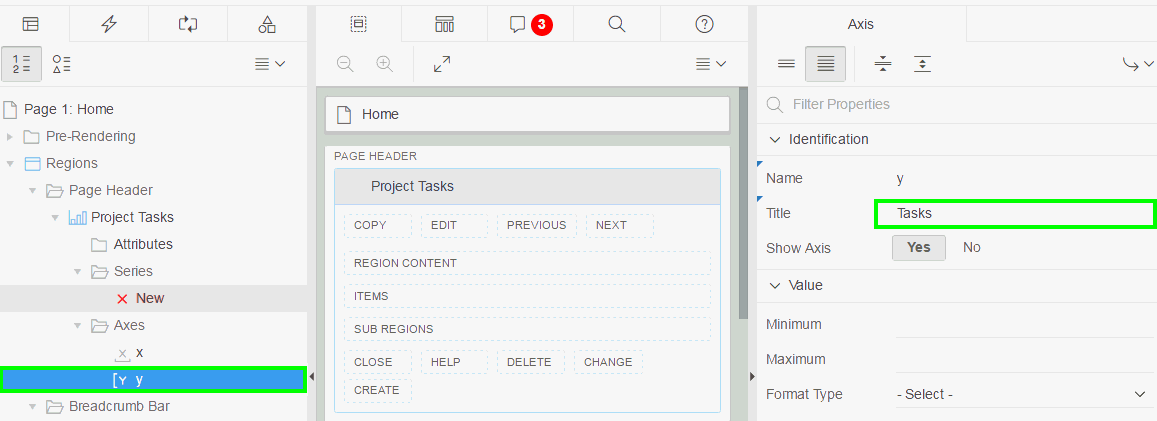 3
Axis
1
2
Page 1: Home
Pre-Rendering
Regions
Page Header
Project Tasks
Attributes
Series
New
Axes
x x
Y y
Breadcrumb Bar
Home
PAGE HEADER
Project Tasks
COPY EDIT PREVIOUS NEXT
REGION CONTENT
ITEMS
SUB REGIONS
CLOSE HELP DELETE CHANGE
CREATE
Filter Properties
Identification
Name y
Title Tasks
Show Axis Yes No
Value
Minimum
Maximum
Format Type - Select -